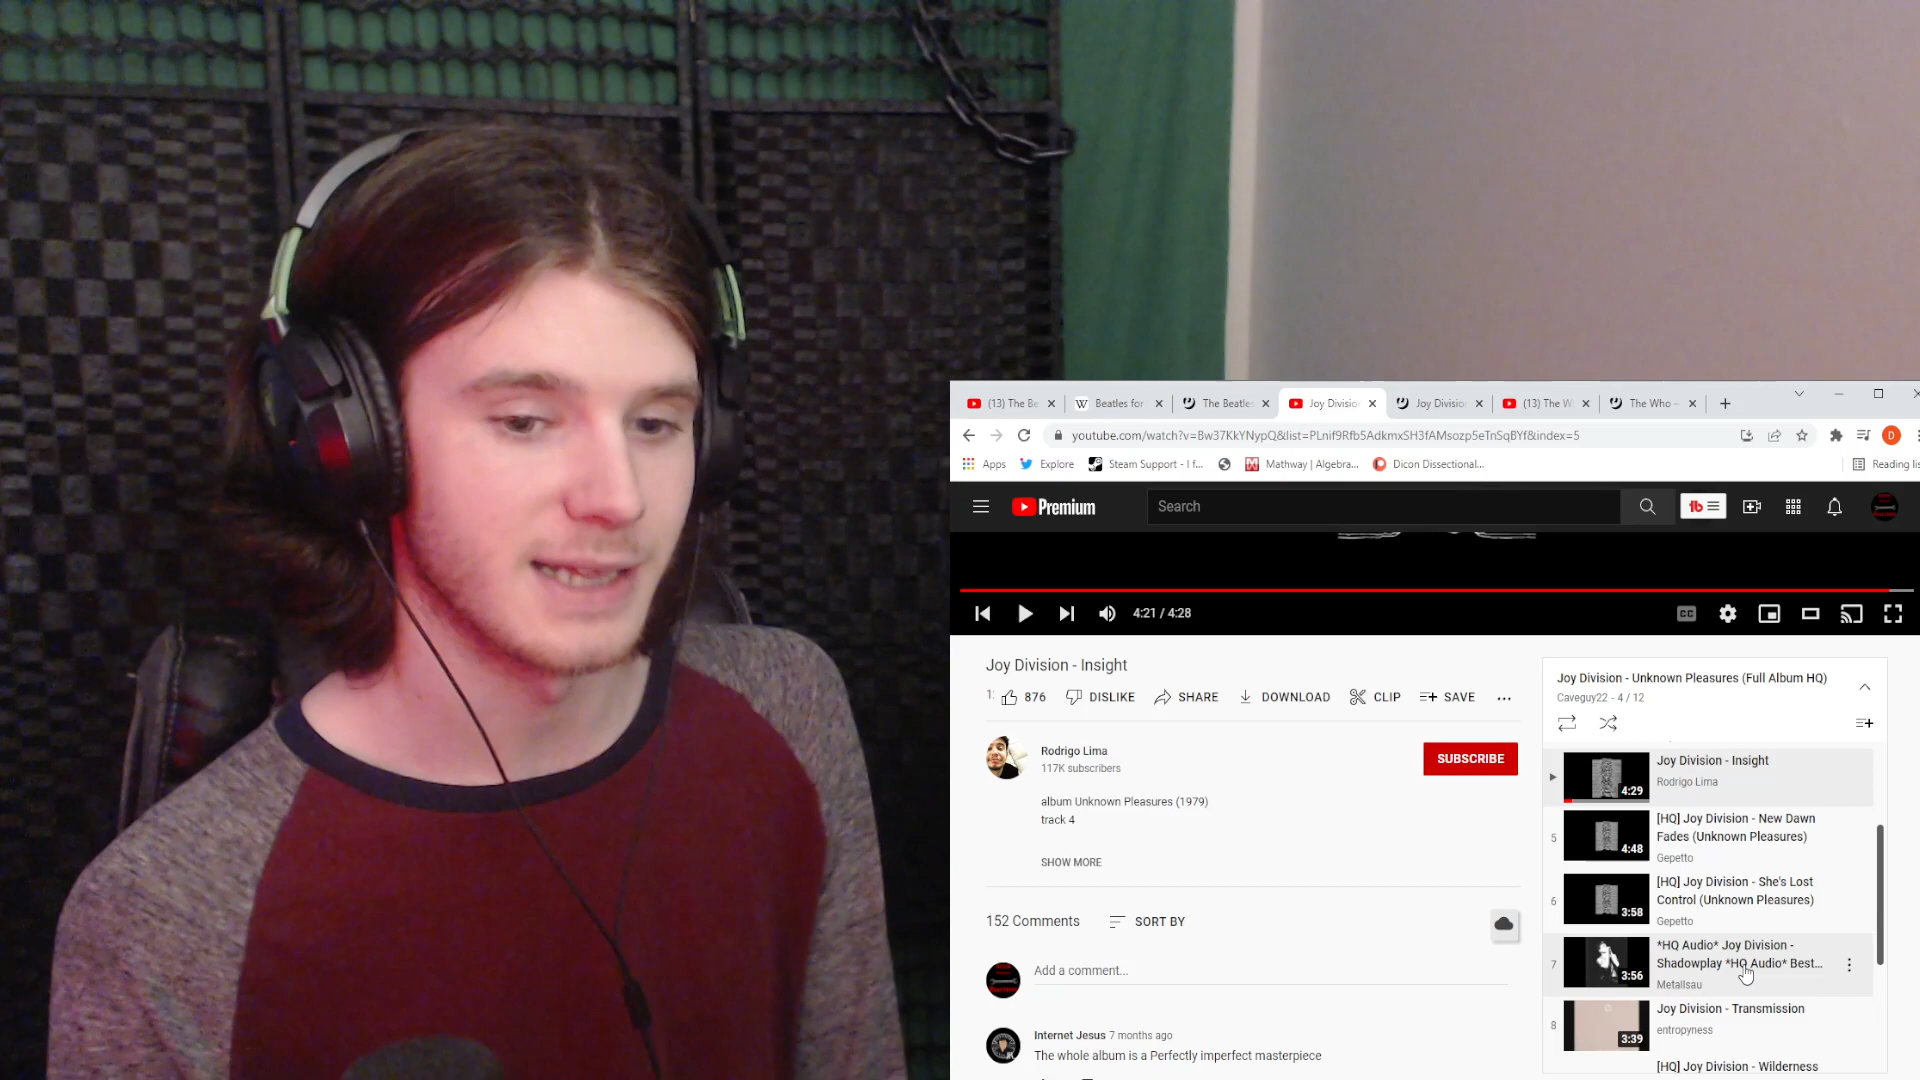 (13) The Be
Beatles for
The Beatles
Joy Divisio
Joy Divisio
(13) The W
The Who -
youtube.com/watch?v=Bw37KkYNypQ&list=PLnif9Rfb5AdkmxSH3fAMsozp5eTnSqBYf&index=5
D
Apps
Explore
Steam Support - I f...
Mathway | Algebra...
Dicon Dissectional...
Reading lis
Premium
Search
tb
4:21 / 4:28
CC
Joy Division - Insight
876
DISLIKE
SHARE
DOWNLOAD
CLIP
SAVE
Rodrigo Lima
117K subscribers
SUBSCRIBE
album Unknown Pleasures (1979)
track 4
SHOW MORE
152 Comments
SORT BY
Add a comment...
Internet Jesus 7 months ago
The whole album is a Perfectly imperfect masterpiece
Joy Division - Unknown Pleasures (Full Album HQ)
Caveguy22 - 4 / 12
Joy Division - Insight
Rodrigo Lima
4:29
5
[HQ] Joy Division - New Dawn
Fades (Unknown Pleasures)
Gepetto
4:48
6
[HQ] Joy Division - She's Lost
Control (Unknown Pleasures)
Gepetto
3:58
7
*HQ Audio* Joy Division -
Shadowplay *HQ Audio* Best...
Metallsau
3:56
8
Joy Division - Transmission
entropyness
3:39
[HQ] Joy Division - Wilderness